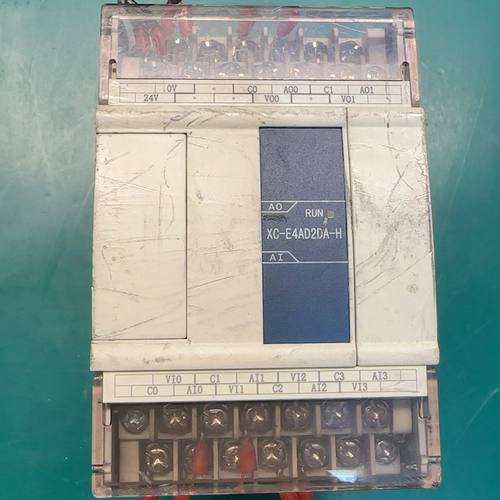 0V · C0 AO0 C1 AO1
24V · · VO0 · VO1 ·
AO
RUN
XC-E4AD2DA-H
AI
VI0 C1 AI1 VI2 C3 AI3
C0 AI0 VI1 C2 AI2 VI3